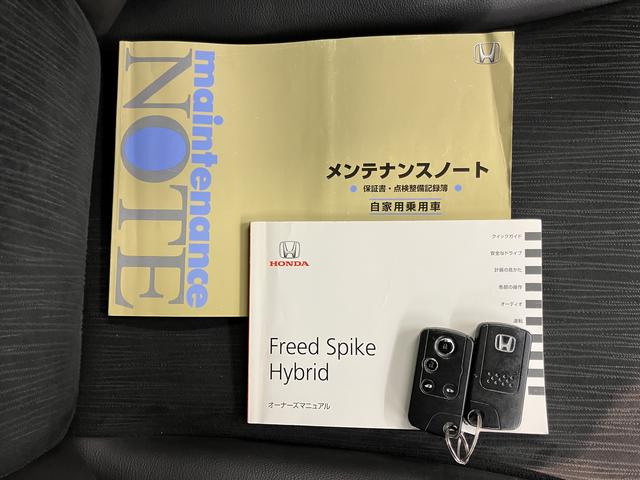 maintenance
NOTE
メンテナンスノート
保証書・点検整備記録簿
自家用乗用車
HONDA
Freed Spike
Hybrid
オーナーズマニュアル
クイックガイド
安全なドライブ
計器の見かた
各部の操作
オーディオ
運転